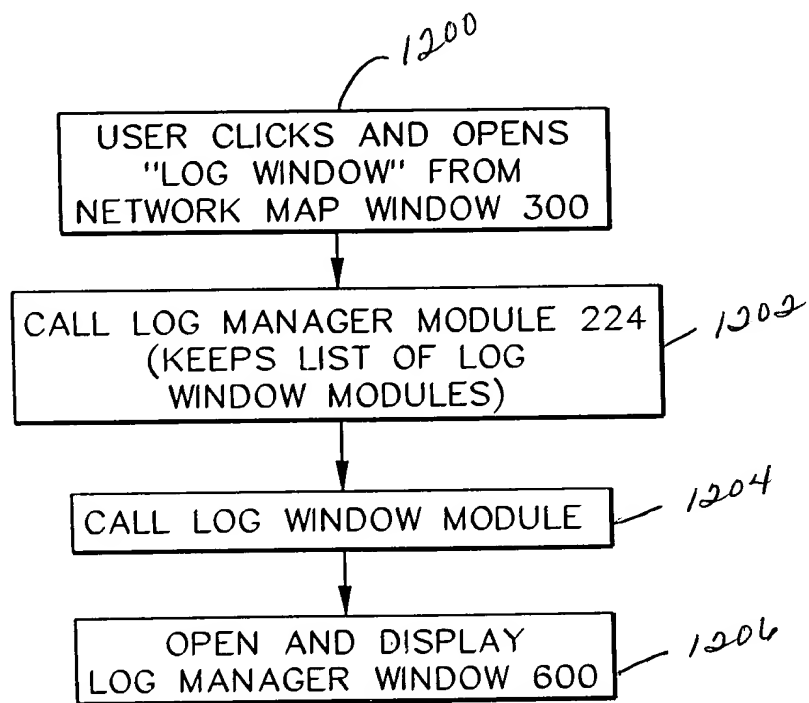 1200
USER CLICKS AND OPENS
"LOG WINDOW" FROM
NETWORK MAP WINDOW 300
CALL LOG MANAGER MODULE 224
(KEEPS LIST OF LOG
WINDOW MODULES)
1202
CALL LOG WINDOW MODULE
1204
OPEN AND DISPLAY
LOG MANAGER WINDOW 600
1206